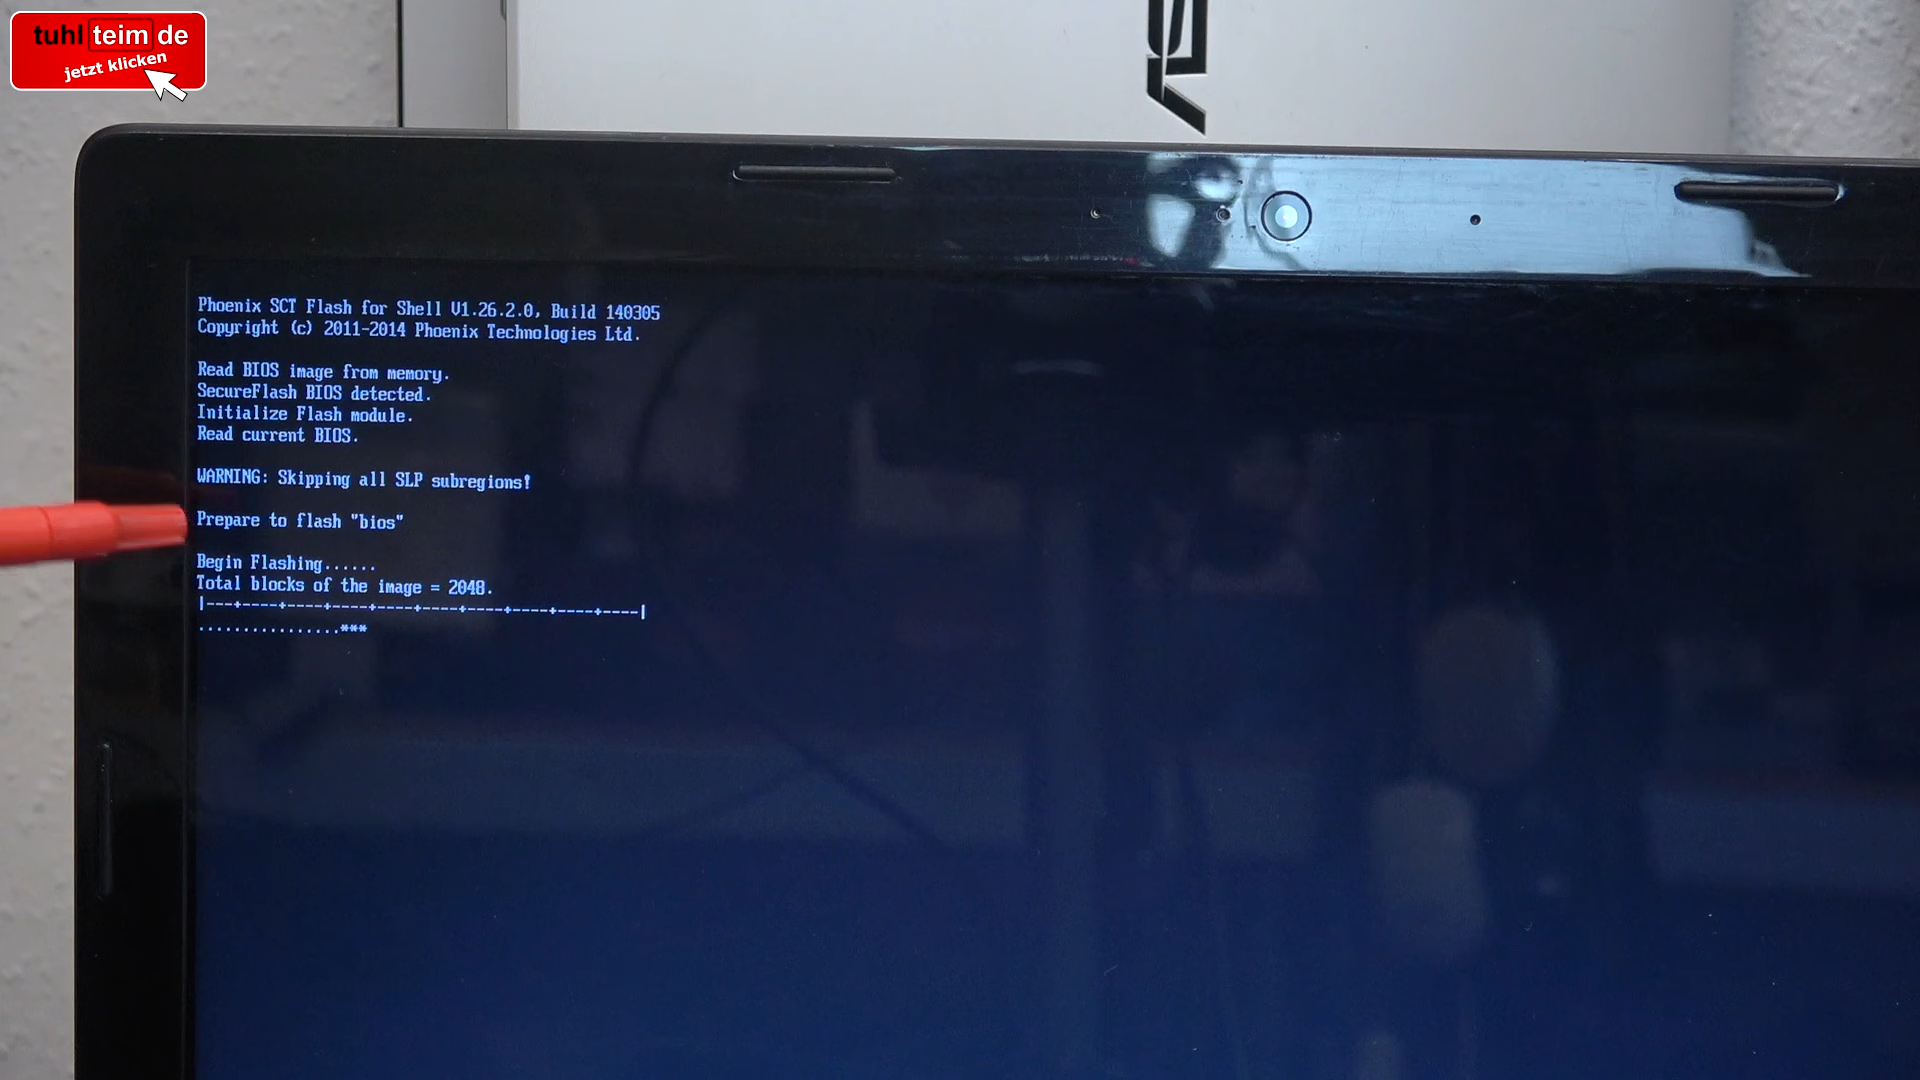 tuhl teim de
jetzt klicken
Phoenix SCT Flash for Shell V1.26.2.0, Build 140305
Copyright (c) 2011-2014 Phoenix Technologies Ltd.
Read BIOS image from memory.
SecureFlash BIOS detected.
Initialize Flash module.
Read current BIOS.
WARNING: Skipping all SLP subregions!
Prepare to flash "bios"
Begin Flashing......
Total blocks of the image = 2048.
|---+----+----+----+----+----+----+----+----+----|
................***